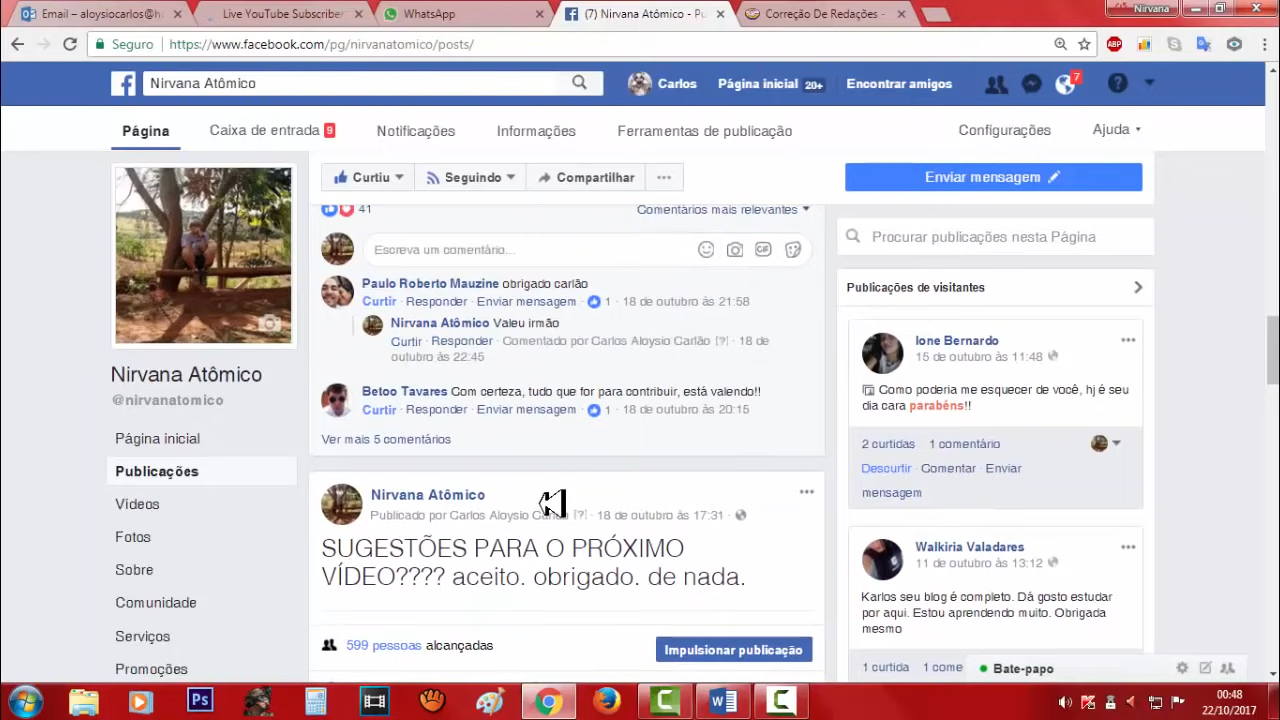 Email – aloysiocarlos@h
Live YouTube Subscriber
WhatsApp
(7) Nirvana Atômico - Pu
Correção De Redações -
Nirvana
Seguro
https://www.facebook.com/pg/nirvanatomico/posts/
Nirvana Atômico
Carlos
Página inicial 20+
Encontrar amigos
7
Página
Caixa de entrada 9
Notificações
Informações
Ferramentas de publicação
Configurações
Ajuda
Curtiu
Seguindo
Compartilhar
Enviar mensagem
41
Comentários mais relevantes
Escreva um comentário...
GIF
Procurar publicações nesta Página
Paulo Roberto Mauzine obrigado carlão
Curtir · Responder · Enviar mensagem · 1 · 18 de outubro às 21:58
Nirvana Atômico Valeu irmão
Curtir · Responder · Comentado por Carlos Aloysio Carlão [?] · 18 de
outubro às 22:45
Betoo Tavares Com certeza, tudo que for para contribuir, está valendo!!
Curtir · Responder · Enviar mensagem · 1 · 18 de outubro às 20:15
Ver mais 5 comentários
Nirvana Atômico
Publicado por Carlos Aloysio Carlão [?] · 18 de outubro às 17:31
SUGESTÕES PARA O PRÓXIMO
VÍDEO???? aceito. obrigado. de nada.
599 pessoas alcançadas
Impulsionar publicação
Nirvana Atômico
@nirvanatomico
Página inicial
Publicações
Vídeos
Fotos
Sobre
Comunidade
Serviços
Promoções
Publicações de visitantes
Ione Bernardo
15 de outubro às 11:48
Como poderia me esquecer de você, hj é seu
dia cara parabéns!!
2 curtidas 1 comentário
Descurtir · Comentar · Enviar
mensagem
Walkiria Valadares
11 de outubro às 13:12
Karlos seu blog é completo. Dá gosto estudar
por aqui. Estou aprendendo muito. Obrigada
mesmo
1 curtida 1 come
Bate-papo
Ps
00:48
22/10/2017